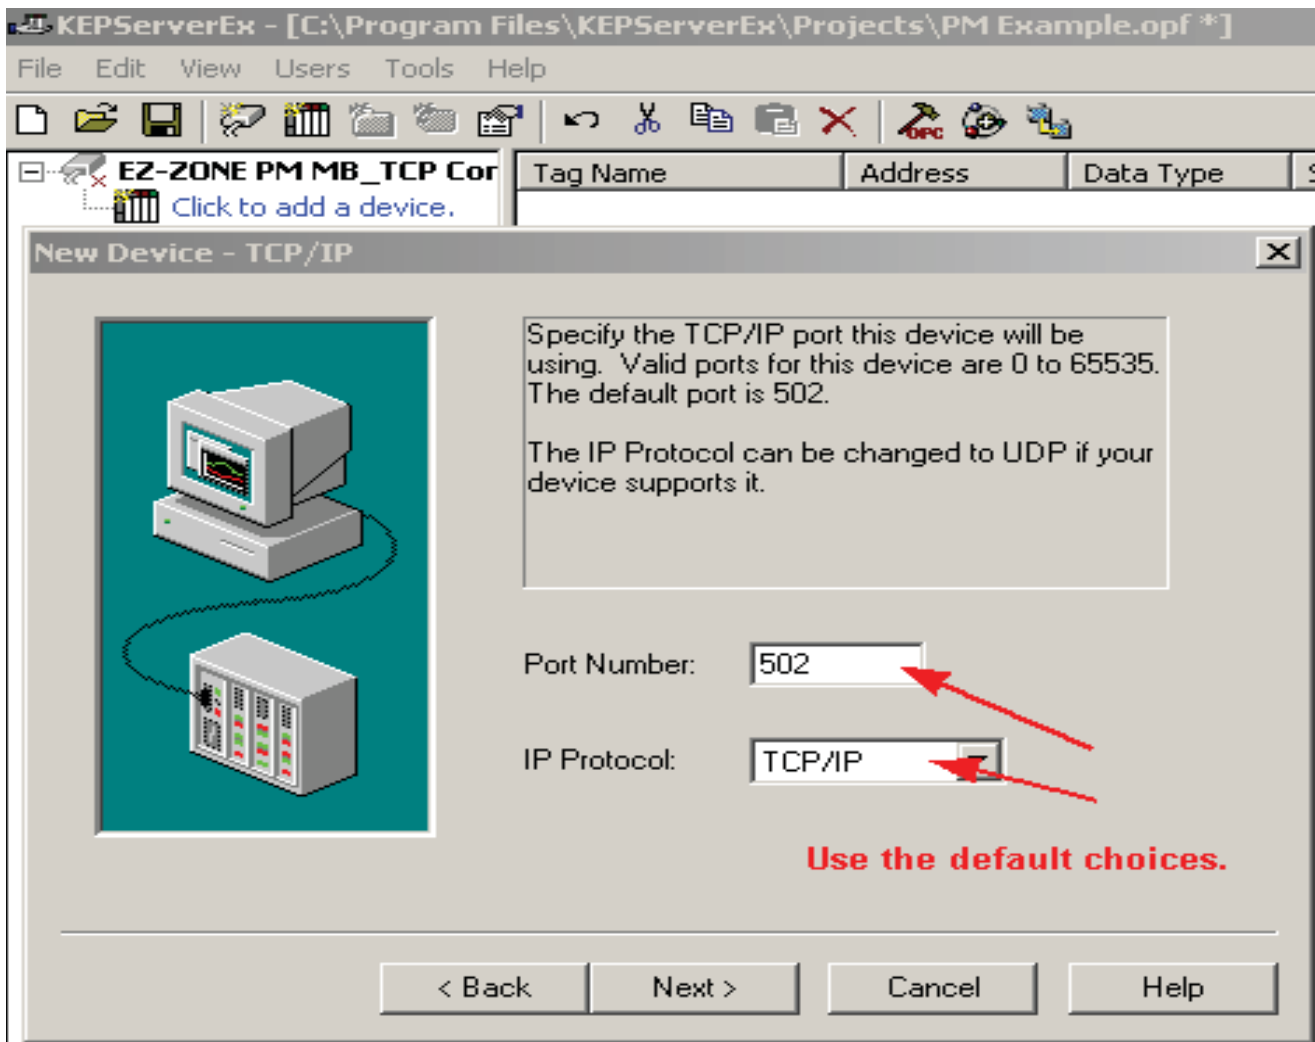 KEPServerEx - [C:\Program Files\KEPServerEx\Projects\PM Example.opf *]
File Edit View Users Tools Help
OPC
EZ-ZONE PM MB_TCP Cor
Click to add a device.
Tag Name Address Data Type S
New Device - TCP/IP
Specify the TCP/IP port this device will be
using. Valid ports for this device are 0 to 65535.
The default port is 502.
The IP Protocol can be changed to UDP if your
device supports it.
Port Number: 502
IP Protocol: TCP/IP
Use the default choices.
< Back Next > Cancel Help